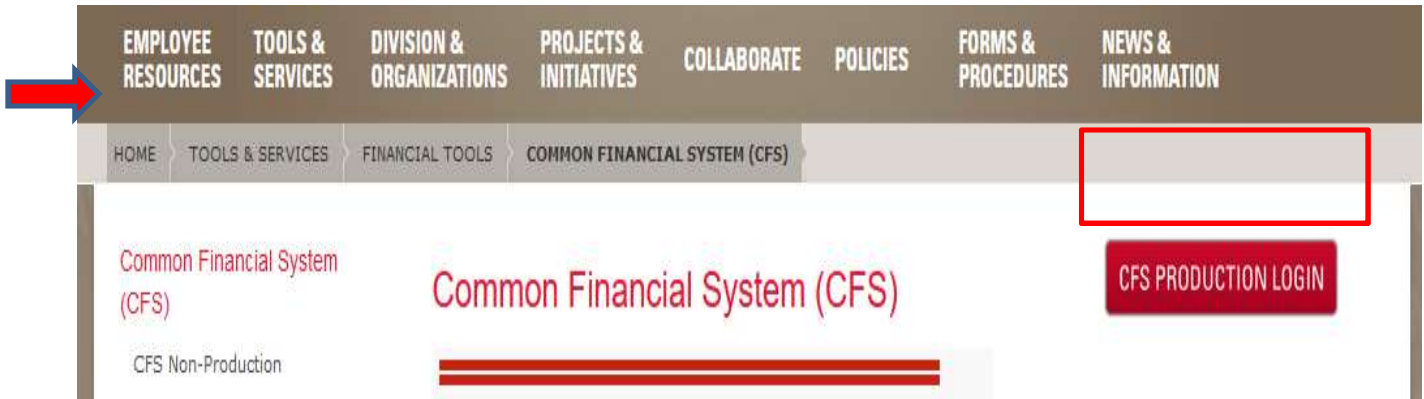 EMPLOYEE RESOURCES
TOOLS & SERVICES
DIVISION & ORGANIZATIONS
PROJECTS & INITIATIVES
COLLABORATE
POLICIES
FORMS & PROCEDURES
NEWS & INFORMATION
HOME TOOLS & SERVICES FINANCIAL TOOLS COMMON FINANCIAL SYSTEM (CFS)
Common Financial System
(CFS)
CFS Non-Production
Common Financial System (CFS)
CFS PRODUCTION LOGIN